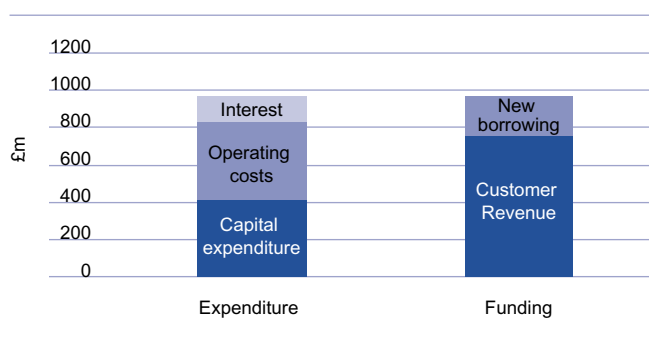 1200
1000
800
600
400
200
0
£m
Interest
Operating
costs
Capital
expenditure
New
borrowing
Customer
Revenue
Expenditure
Funding